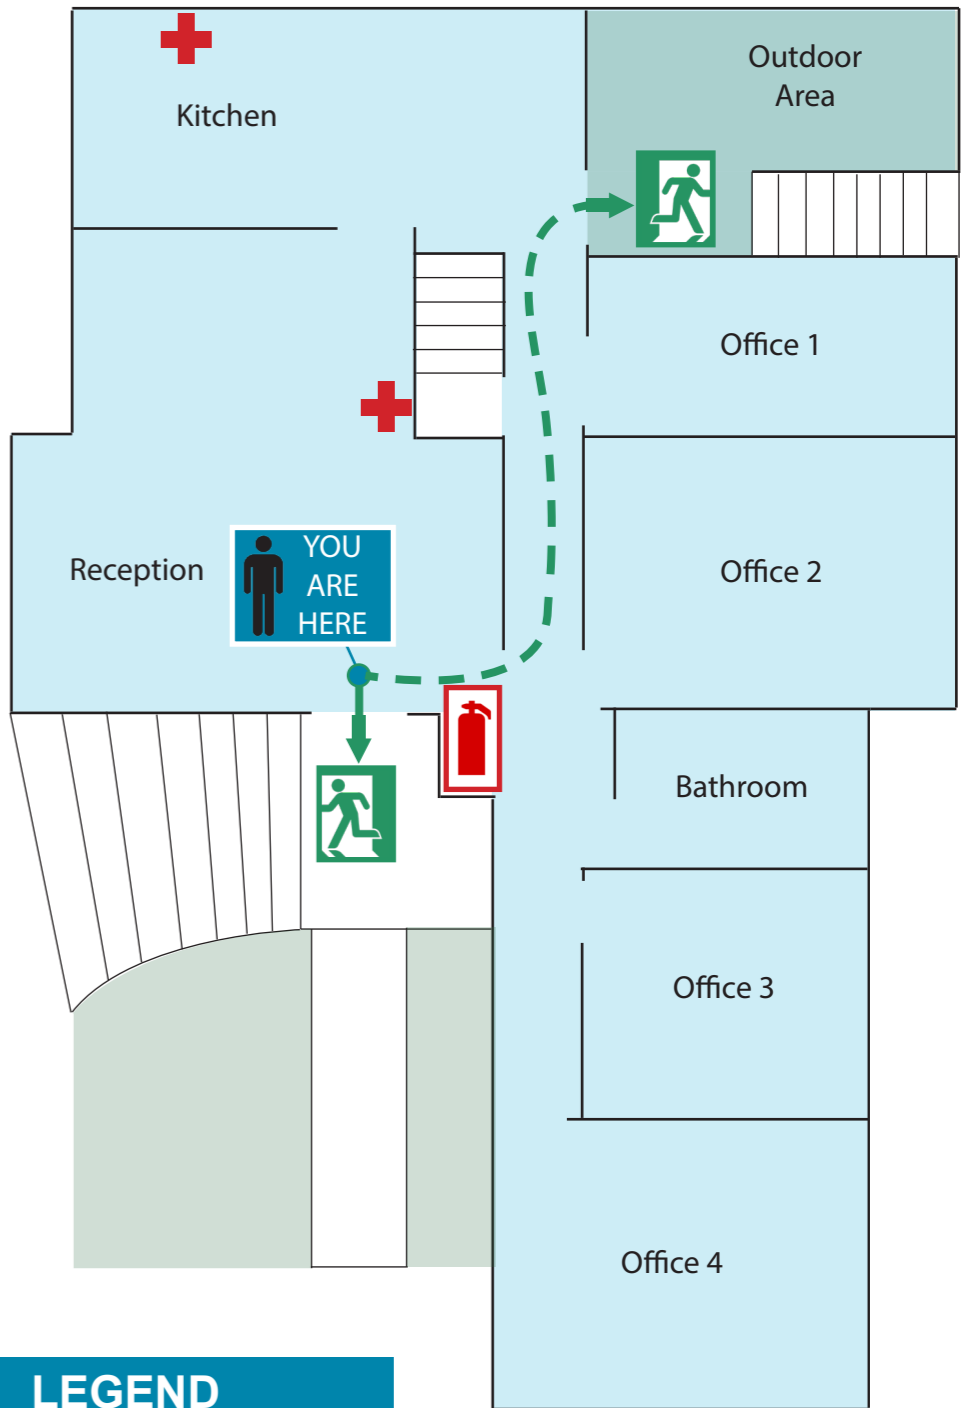 Outdoor
Area
Kitchen
Office 1
Reception
YOU
ARE
HERE
Office 2
Bathroom
Office 3
Office 4
LEGEND